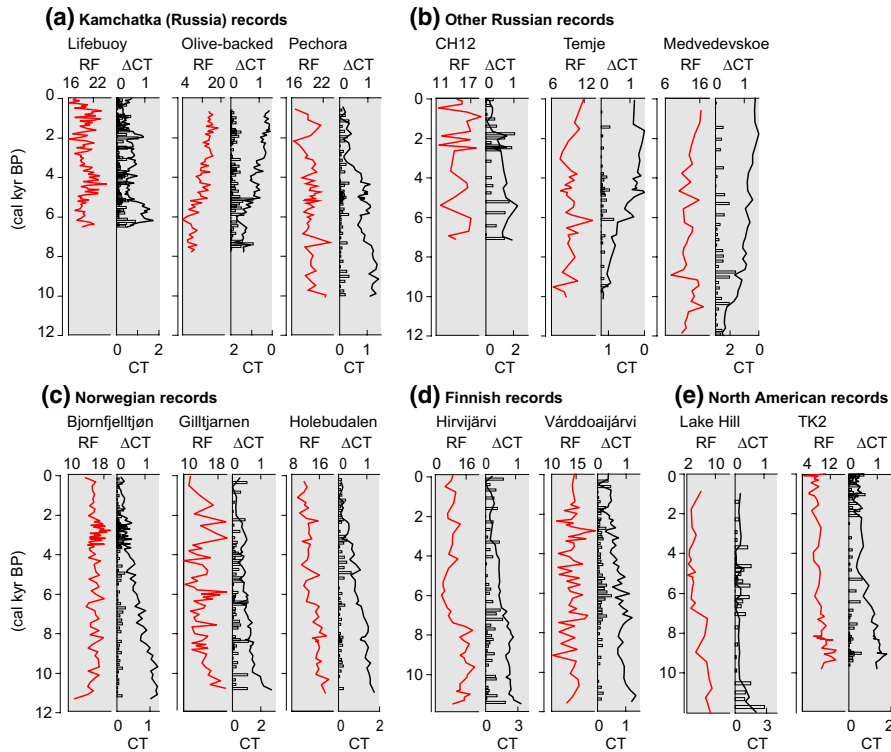 (a) Kamchatka (Russia) records
Lifebuoy Olive-backed Pechora
RF ΔCT RF ΔCT RF ΔCT
16 22 0 1 4 20 0 1 16 22 0 1
0
2
4
6
8
10
12
(cal kyr BP)
0 2 2 0 0 1
CT CT CT
(b) Other Russian records
CH12 Temje Medvedevskoe
RF ΔCT RF ΔCT RF ΔCT
11 17 0 1 6 12 0 1 6 16 0 1
0 2 1 0 2 0
CT CT CT
(c) Norwegian records
Bjornfjelltjøn Gilltjarnen Holebudalen
RF ΔCT RF ΔCT RF ΔCT
10 18 0 1 10 18 0 1 8 16 0 1
0
2
4
6
8
10
12
(cal kyr BP)
0 1 0 2 0 2
CT CT CT
(d) Finnish records
Hirvijärvi Várddoaijárvi
RF ΔCT RF ΔCT
0 16 0 1 10 15 0 1
0 3 0 1
CT CT
(e) North American records
Lake Hill TK2
RF ΔCT RF ΔCT
2 10 0 1 4 12 0 1
0
2
4
6
8
10
0 3 0 2
CT CT